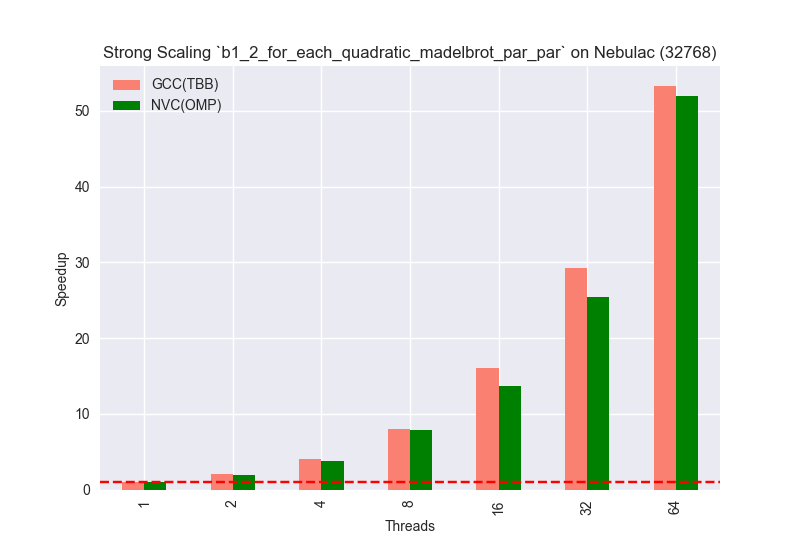 Strong Scaling `b1_2_for_each_quadratic_madelbrot_par_par` on Nebulac (32768)
GCC(TBB)
NVC(OMP)
50
40
30
20
10
0
Speedup
1
2
4
8
16
32
64
Threads